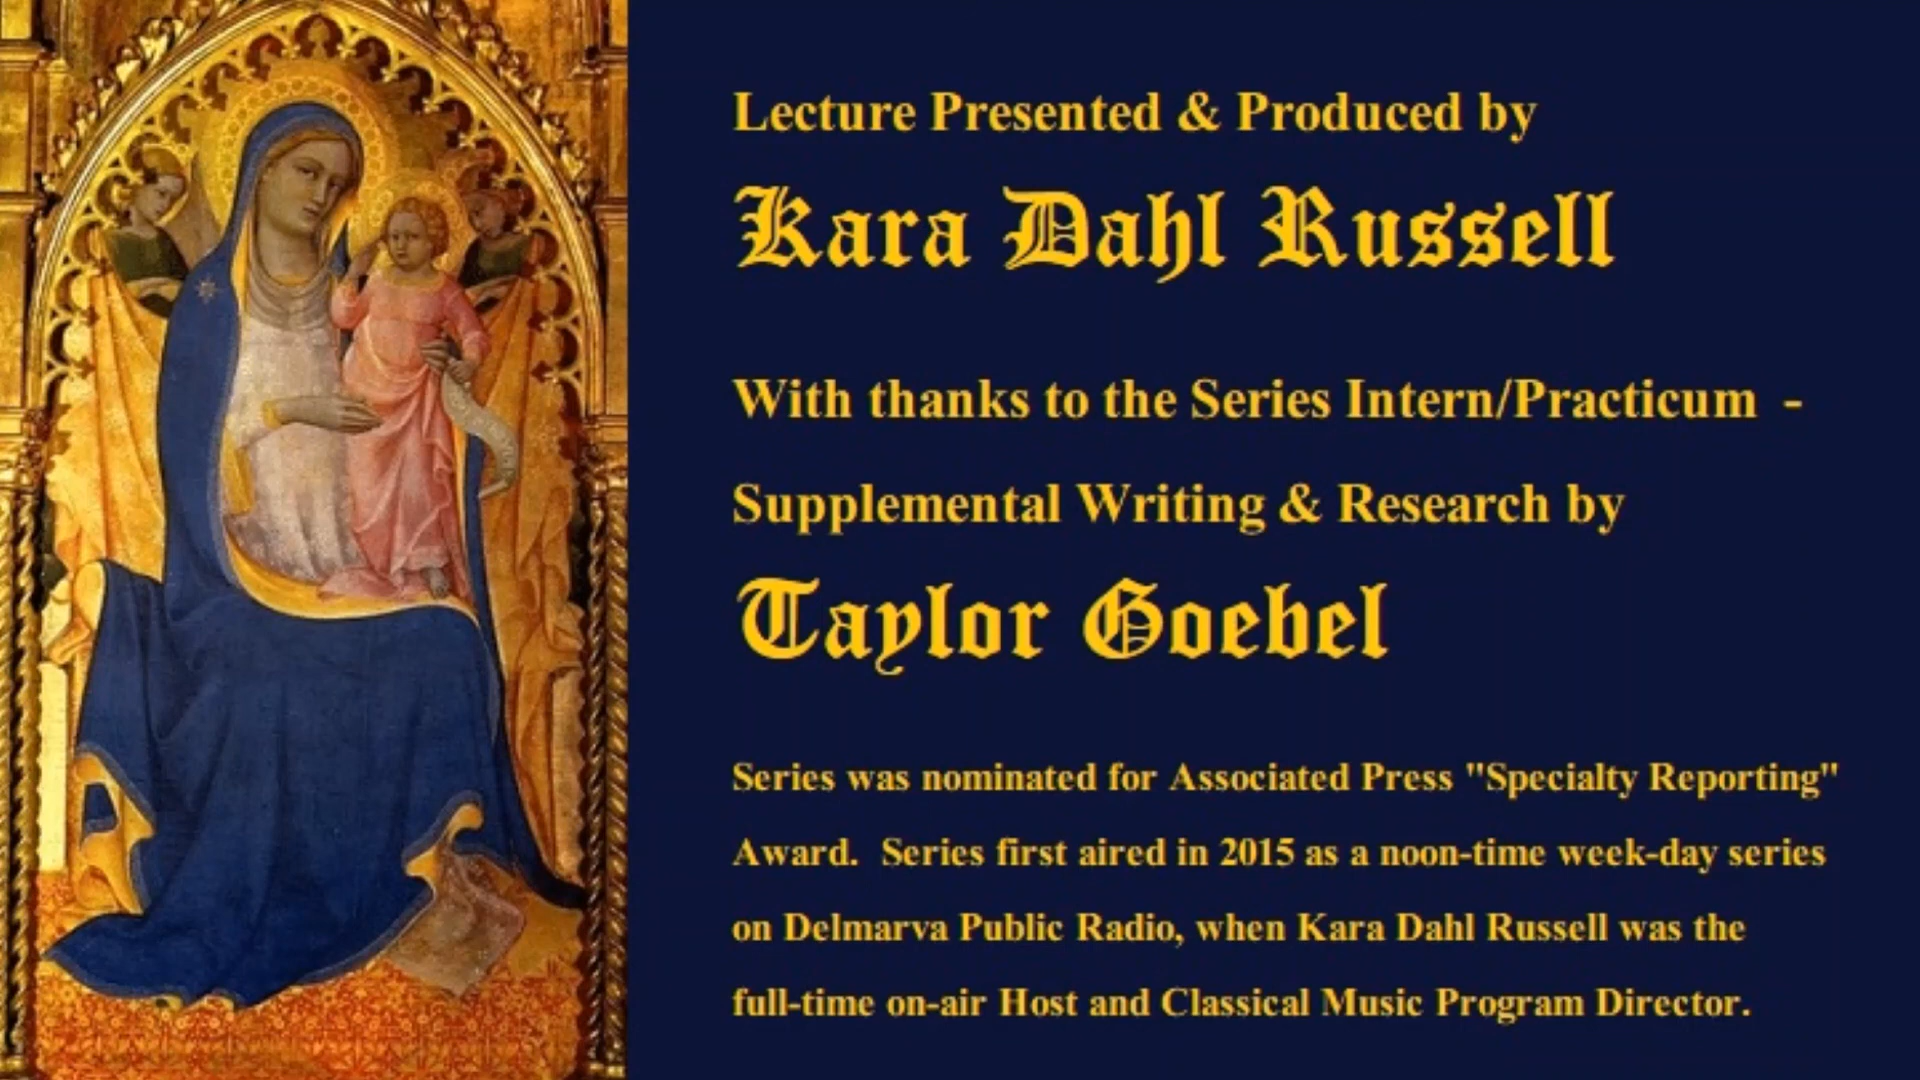 Lecture Presented & Produced by
Kara Dahl Russell
With thanks to the Series Intern/Practicum -
Supplemental Writing & Research by
Taylor Goebel
Series was nominated for Associated Press "Specialty Reporting"
Award. Series first aired in 2015 as a noon-time week-day series
on Delmarva Public Radio, when Kara Dahl Russell was the
full-time on-air Host and Classical Music Program Director.